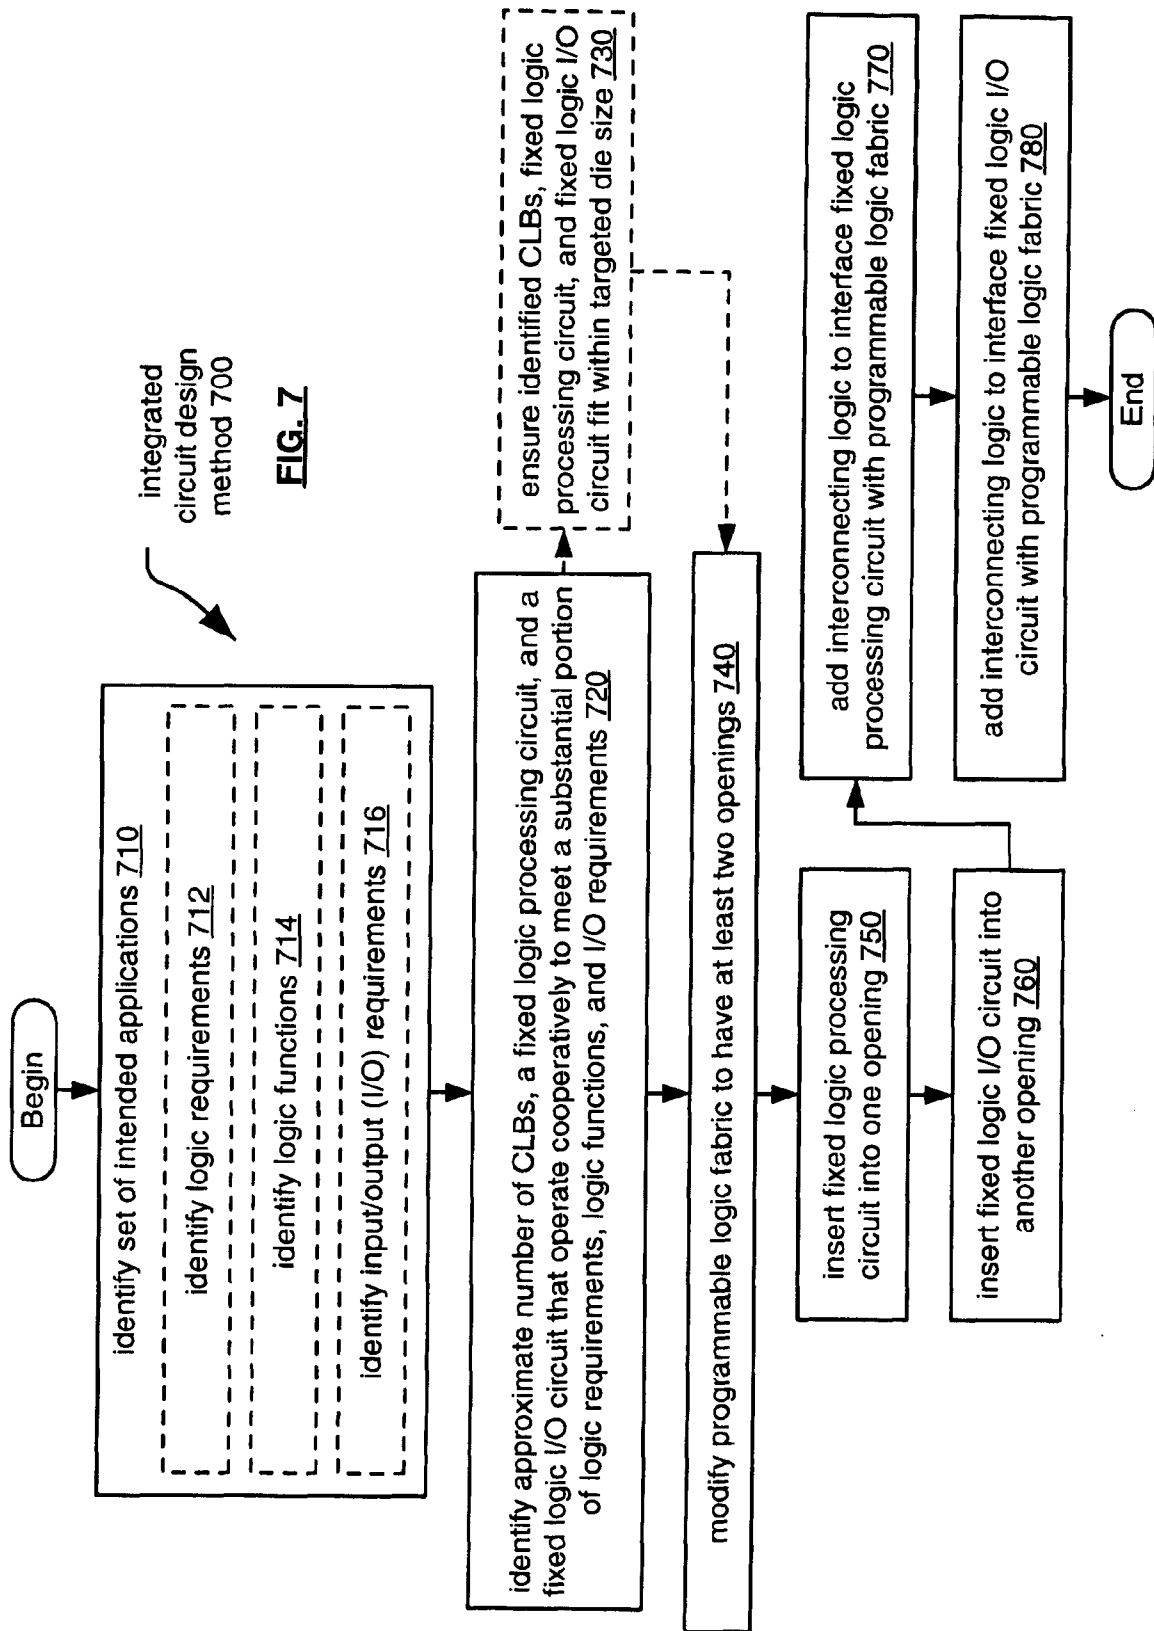 integrated
circuit design
method 700
FIG. 7
Begin
identify set of intended applications 710
identify logic requirements 712
identify logic functions 714
identify input/output (I/O) requirements 716
identify approximate number of CLBs, a fixed logic processing circuit, and a
fixed logic I/O circuit that operate cooperatively to meet a substantial portion
of logic requirements, logic functions, and I/O requirements 720
ensure identified CLBs, fixed logic
processing circuit, and fixed logic I/O
circuit fit within targeted die size 730
modify programmable logic fabric to have at least two openings 740
insert fixed logic processing
circuit into one opening 750
insert fixed logic I/O circuit into
another opening 760
add interconnecting logic to interface fixed logic
processing circuit with programmable logic fabric 770
add interconnecting logic to interface fixed logic I/O
circuit with programmable logic fabric 780
End